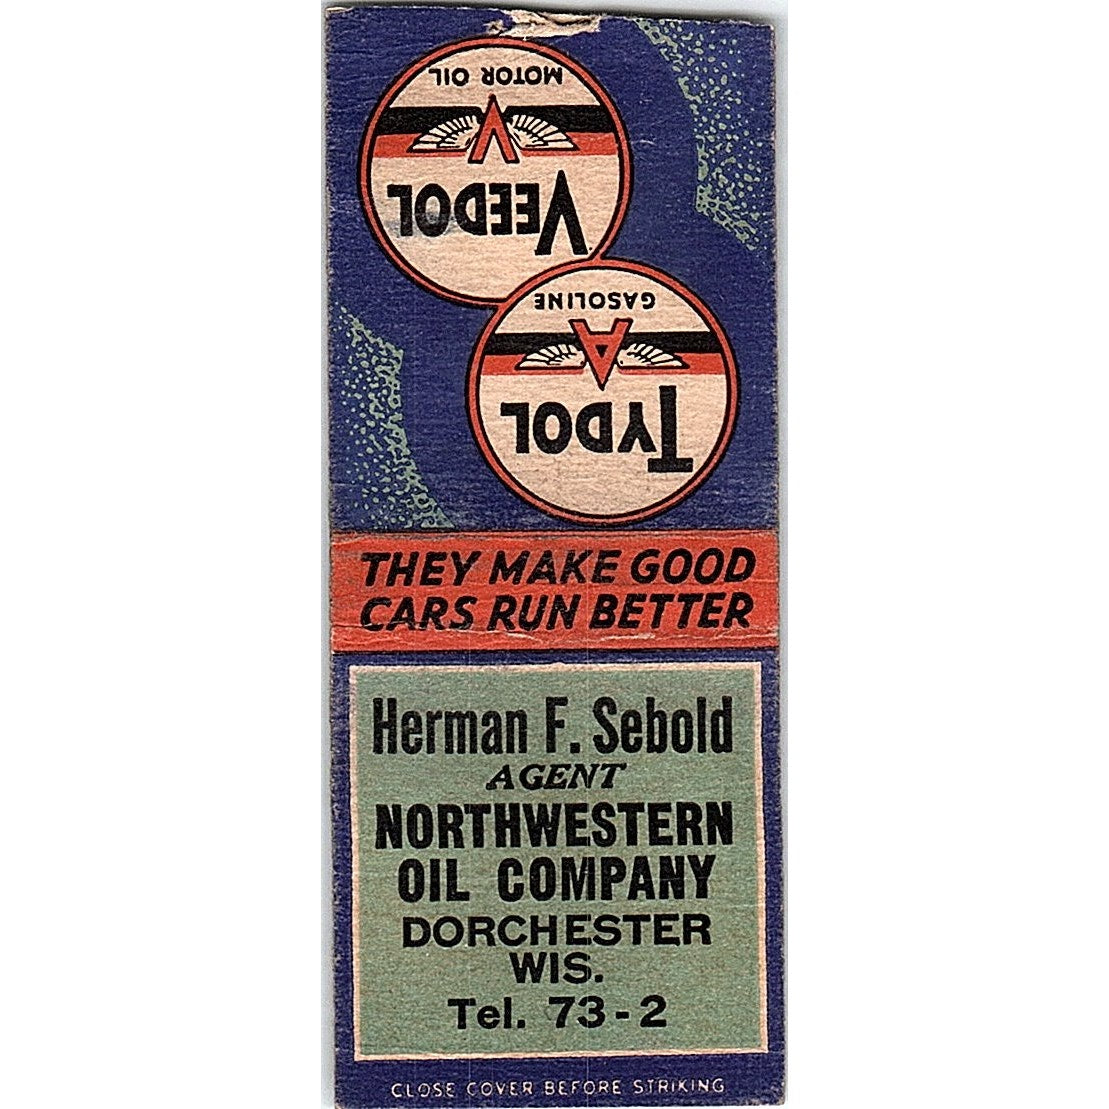 MOTOR OIL
V
VEEDOL
GASOLINE
A
TYDOL
THEY MAKE GOOD
CARS RUN BETTER
Herman F. Sebold
AGENT
NORTHWESTERN
OIL COMPANY
DORCHESTER
WIS.
Tel. 73-2
CLOSE COVER BEFORE STRIKING